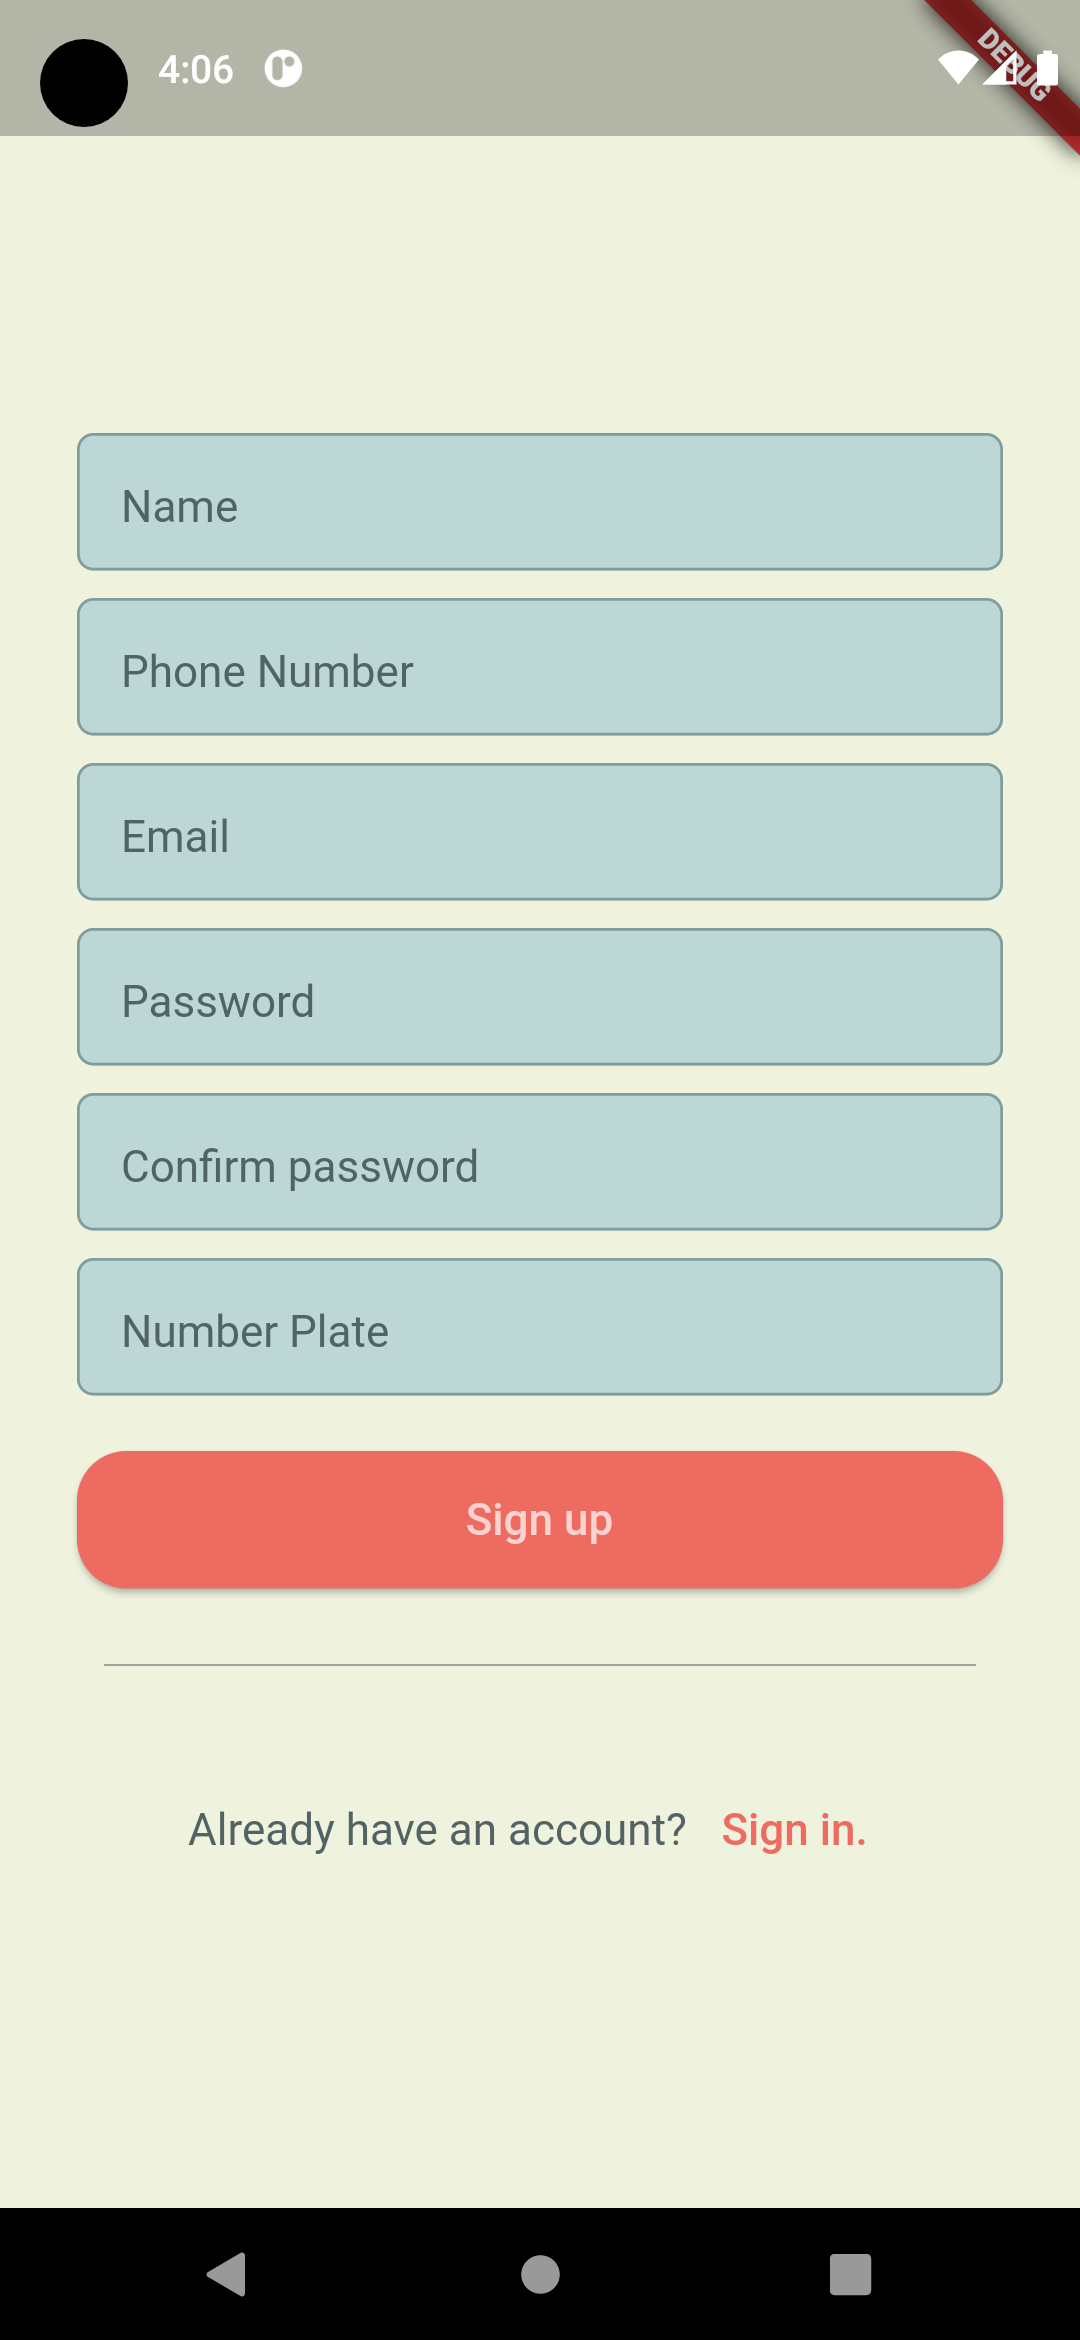 4:06
DEBUG
Name
Phone Number
Email
Password
Confirm password
Number Plate
Sign up
Already have an account? Sign in.